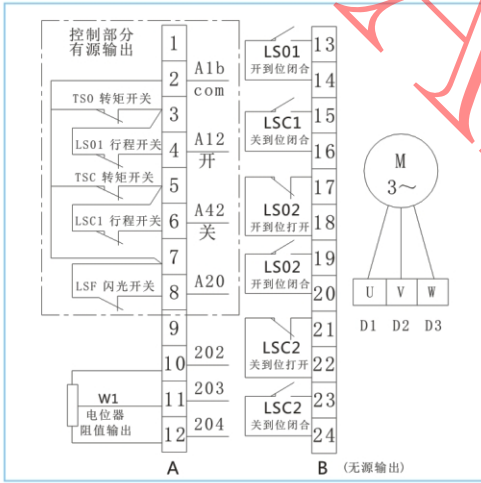 控制部分
有源输出
1
2
A1b
com
TSO 转矩开关
3
LS01 行程开关
4
A12
开
TSC 转矩开关
5
LSC1 行程开关
6
A42
关
7
LSF 闪光开关
8
A20
9
10
202
W1
电位器
阻值输出
11
203
12
204
A
LS01
开到位闭合
13
14
LSC1
关到位闭合
15
16
LS02
开到位打开
17
18
LS02
开到位闭合
19
20
LSC2
关到位打开
21
22
LSC2
关到位闭合
23
24
B (无源输出)
M
3~
U V W
D1 D2 D3